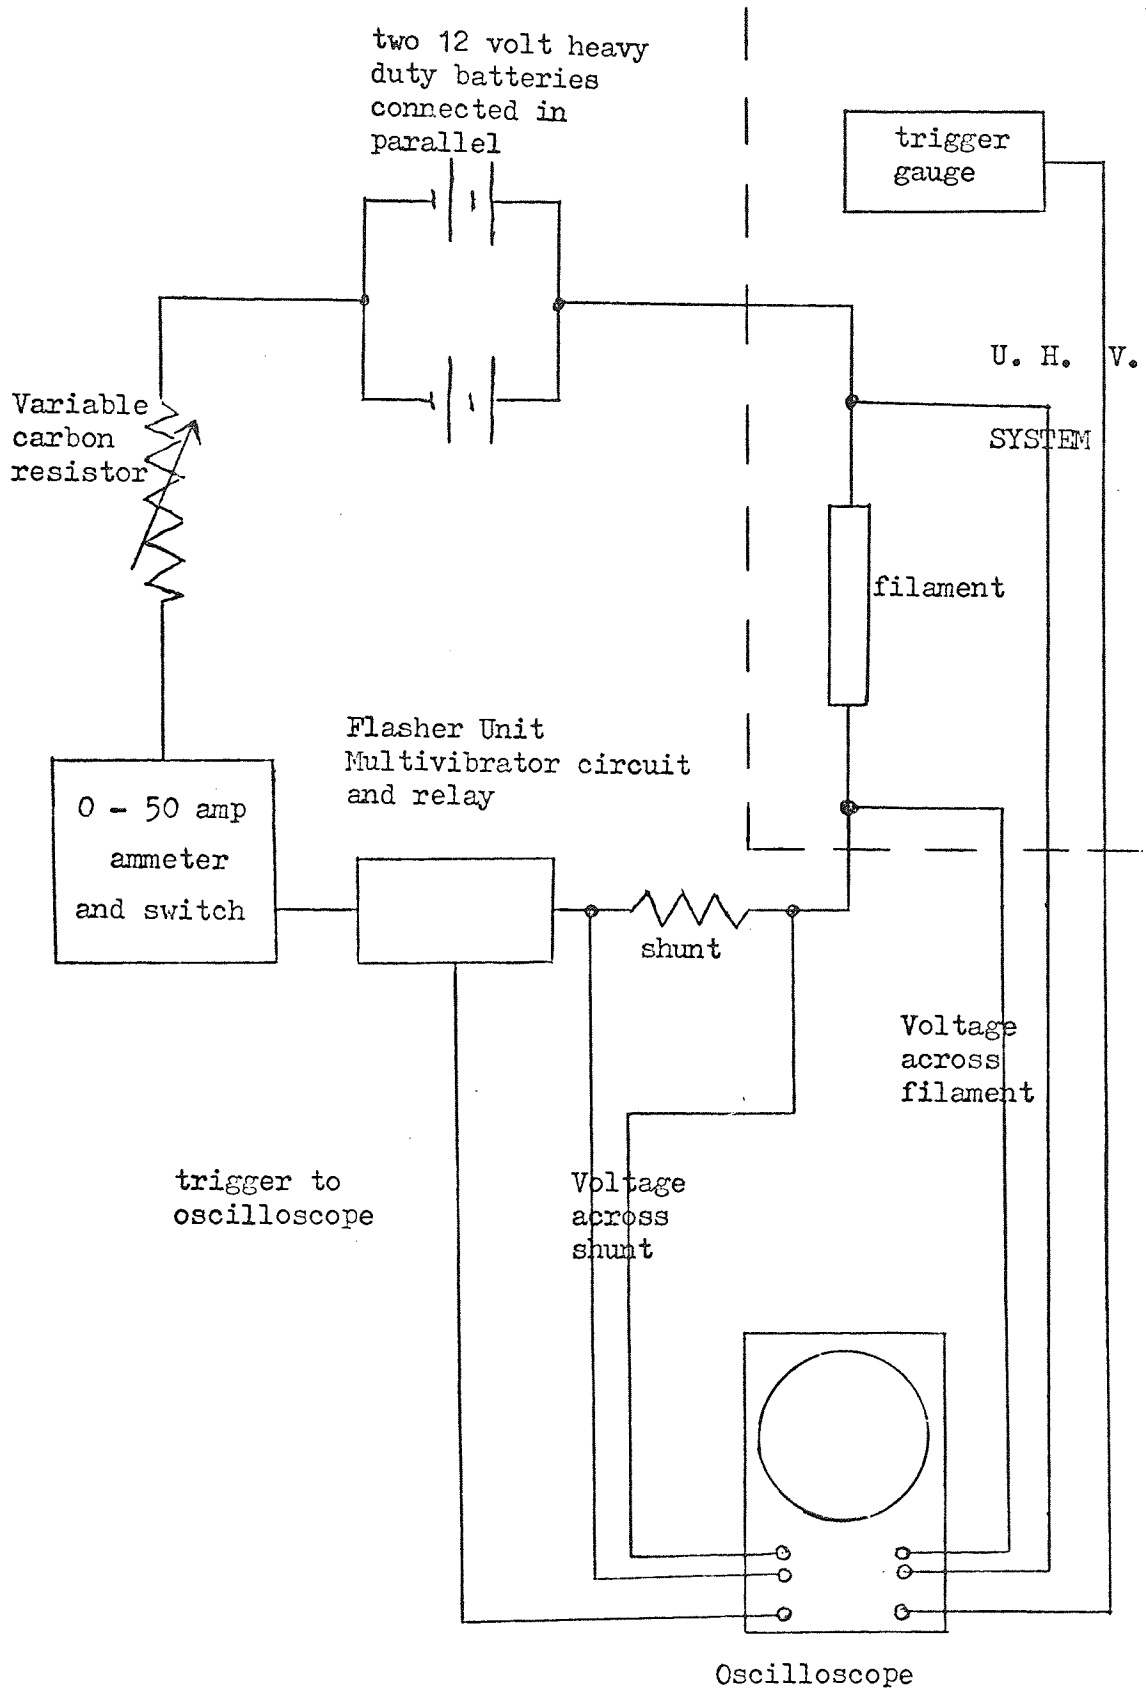 two 12 volt heavy
duty batteries
connected in
parallel
trigger
gauge
U. H. V.
SYSTEM
Variable
carbon
resistor
filament
Flasher Unit
Multivibrator circuit
and relay
0 - 50 amp
ammeter
and switch
shunt
Voltage
across
filament
trigger to
oscilloscope
Voltage
across
shunt
Oscilloscope